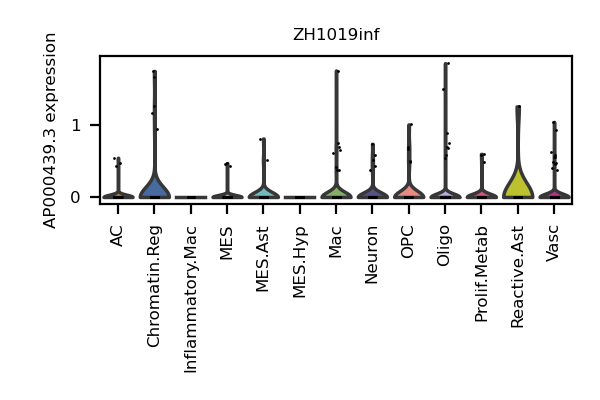 ZH1019inf
AP000439.3 expression
1
0
AC
Chromatin.Reg
Inflammatory.Mac
MES
MES.Ast
MES.Hyp
Mac
Neuron
OPC
Oligo
Prolif.Metab
Reactive.Ast
Vasc